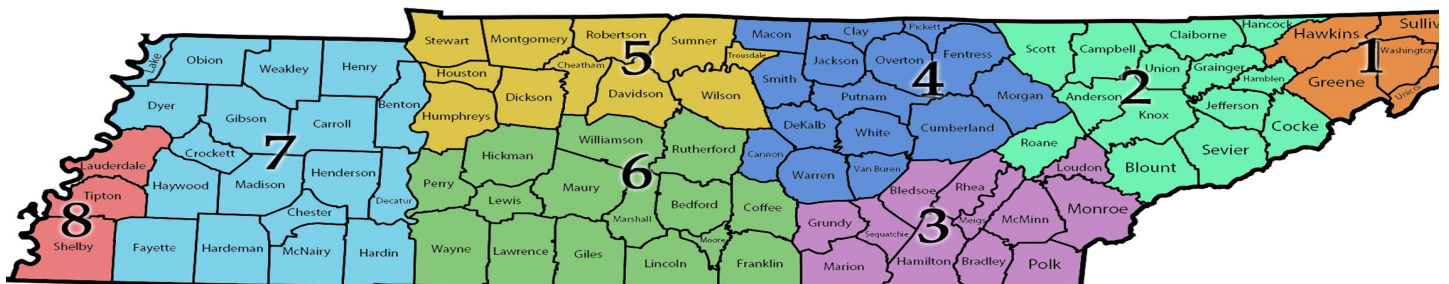 Lake
Obion
Weakley
Henry
Dyer
Gibson
Carroll
Benton
Crockett
7
Haywood
Madison
Henderson
Decatur
Chester
Fayette
Hardeman
McNairy
Hardin
Lauderdale
Tipton
8
Shelby
Stewart
Montgomery
Robertson
Sumner
Trousdale
Houston
Cheatham
5
Humphreys
Dickson
Davidson
Wilson
Williamson
Rutherford
Hickman
Perry
Maury
6
Lewis
Bedford
Coffee
Marshall
Moore
Wayne
Lawrence
Giles
Lincoln
Franklin
Macon
Clay
Pickett
Fentress
Jackson
Overton
4
Smith
Putnam
Morgan
DeKalb
White
Cumberland
Cannon
Warren
Van Buren
Bledsoe
Rhea
Loudon
Grundy
Sequatchie
3
Meigs
McMinn
Monroe
Marion
Hamilton
Bradley
Polk
Scott
Campbell
Claiborne
Hancock
Union
Grainger
Hamblen
Anderson
2
Knox
Jefferson
Cocke
Roane
Blount
Sevier
Hawkins
Sulliv
Washington
1
Greene
Unicoi